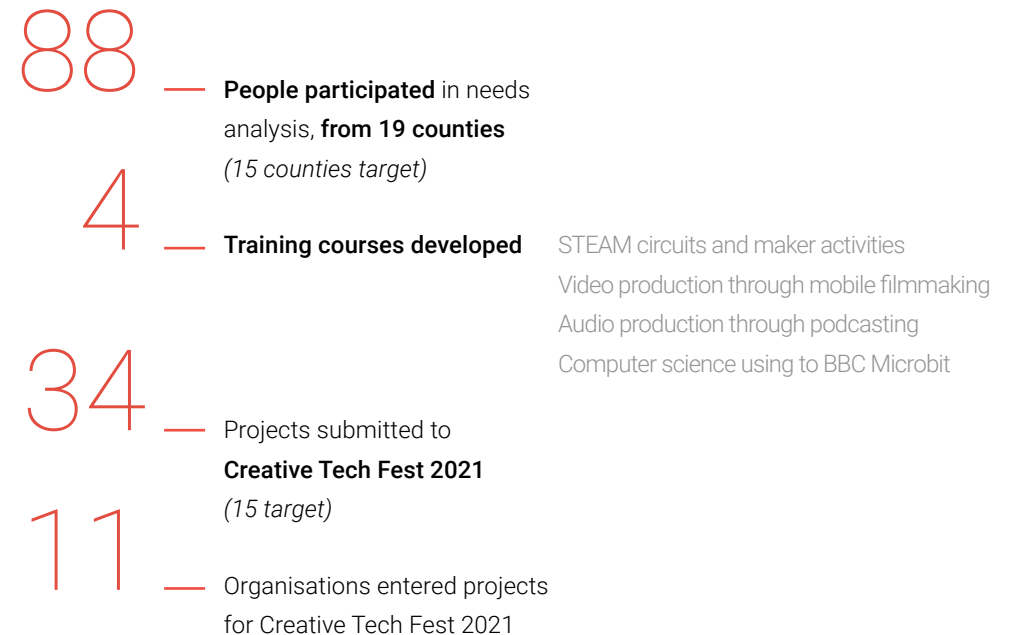 88
People participated in needs
analysis, from 19 counties
(15 counties target)
4
Training courses developed
STEAM circuits and maker activities
Video production through mobile filmmaking
Audio production through podcasting
Computer science using to BBC Microbit
34
Projects submitted to
Creative Tech Fest 2021
(15 target)
11
Organisations entered projects
for Creative Tech Fest 2021